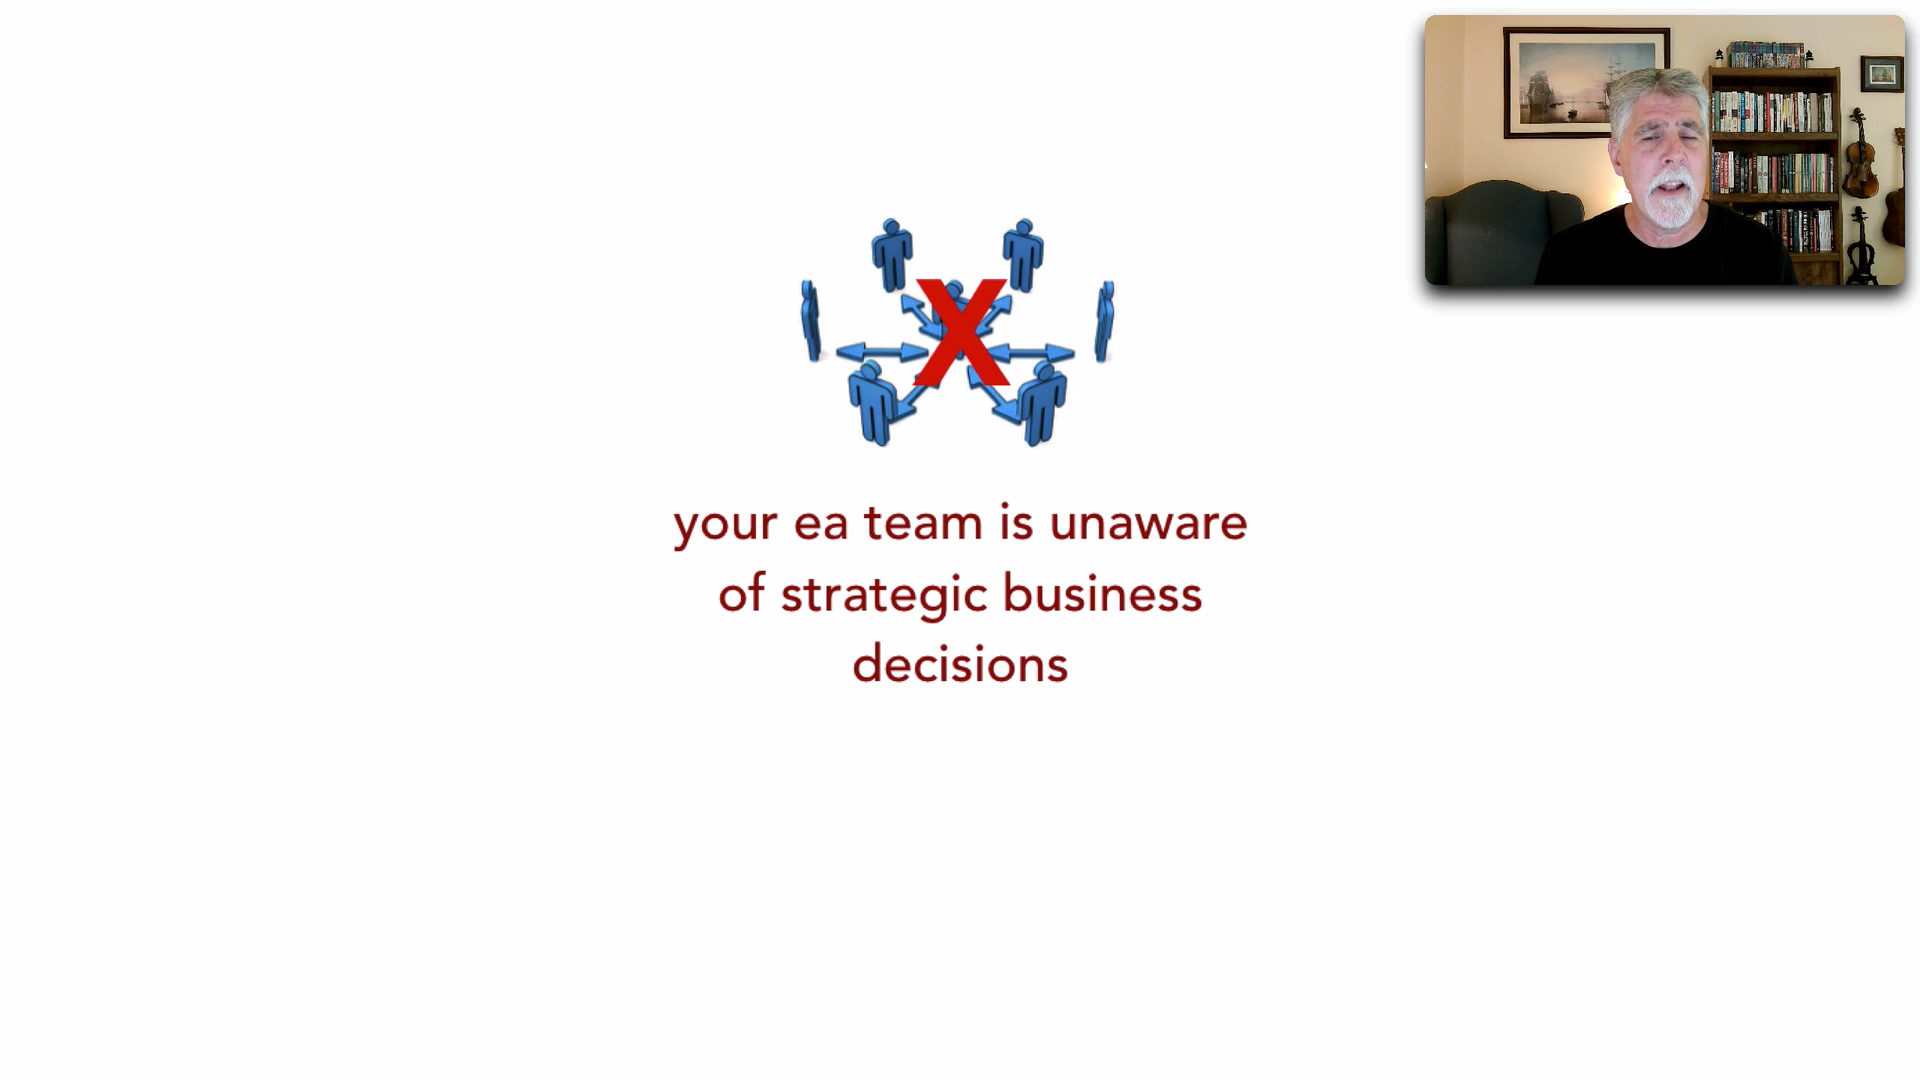 X
your ea team is unaware
of strategic business
decisions